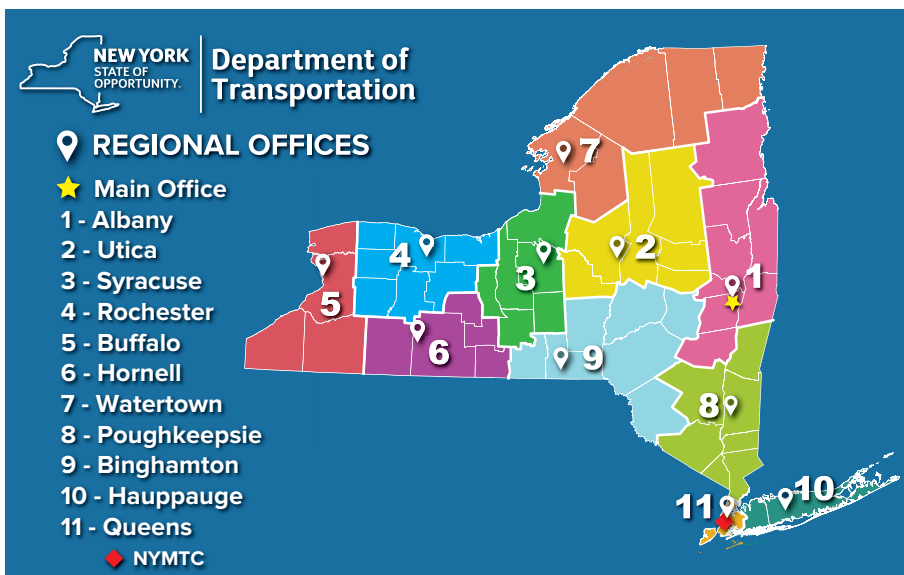 NEW YORK
STATE OF
OPPORTUNITY.
Department of
Transportation
REGIONAL OFFICES
Main Office
1 - Albany
2 - Utica
3 - Syracuse
4 - Rochester
5 - Buffalo
6 - Hornell
7 - Watertown
8 - Poughkeepsie
9 - Binghamton
10 - Hauppauge
11 - Queens
NYMTC
7
4
3
2
1
5
6
9
8
11
10